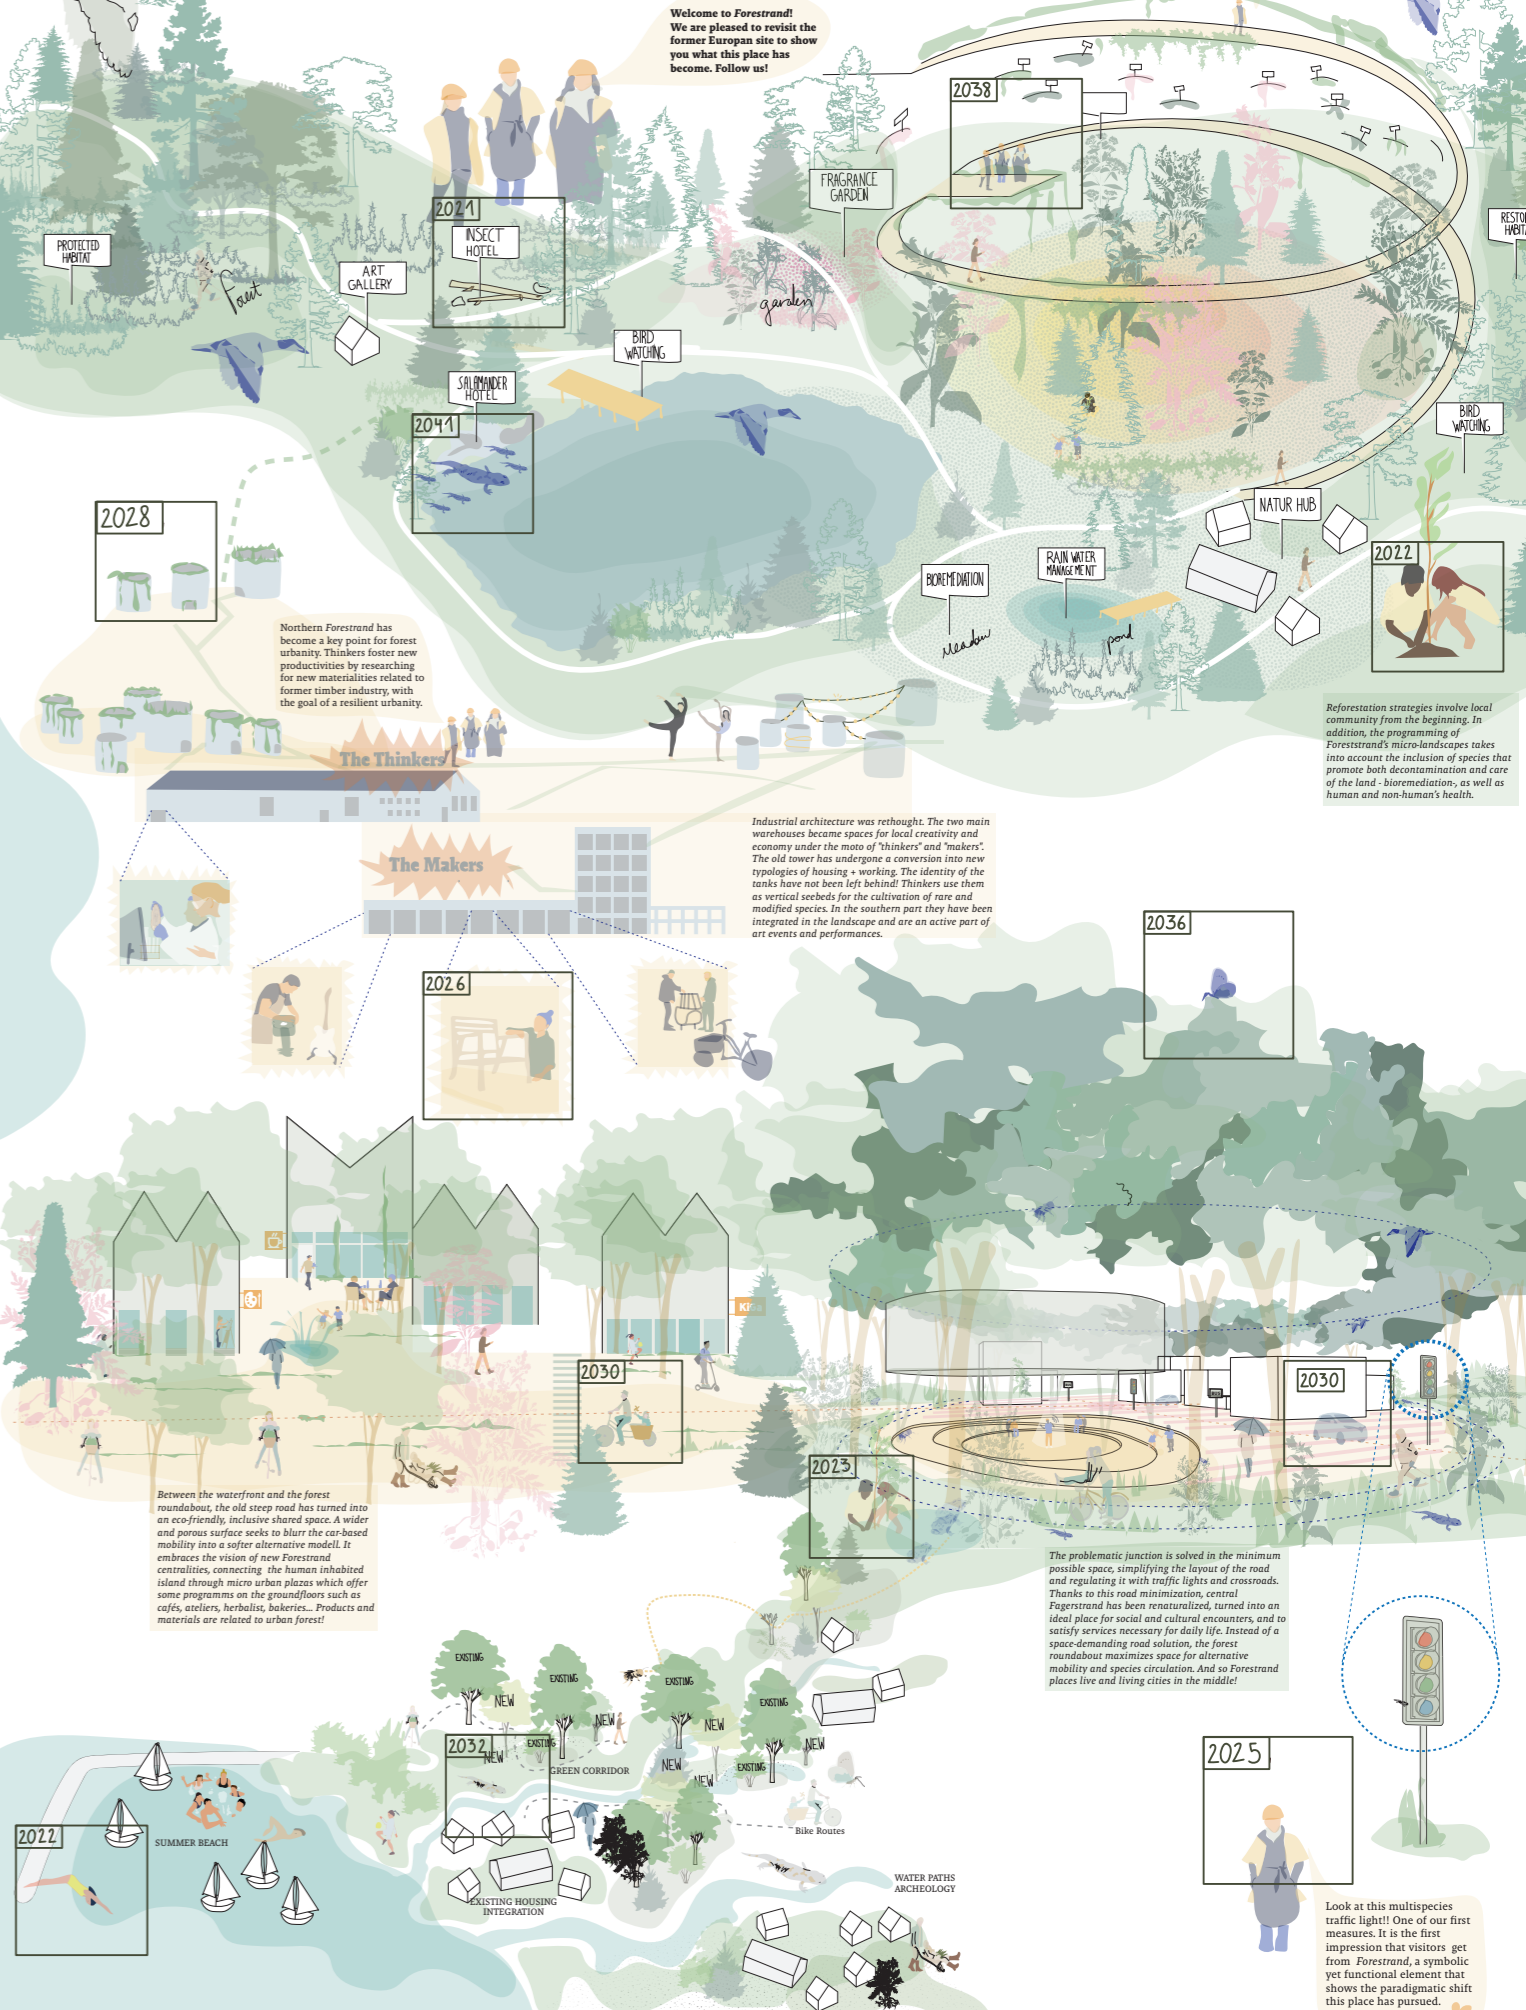 Welcome to Forestrand!
We are pleased to revisit the
former Europan site to show
you what this place has
become. Follow us!
2038
FRAGRANCE
GARDEN
2021
INSECT
HOTEL
PROTECTED
HABITAT
ART
GALLERY
Forest
garden
BIRD
WATCHING
SALAMANDER
HOTEL
2041
BIRD
WATCHING
2028
NATUR HUB
2022
RAIN WATER
MANAGEMENT
BIOREMEDIATION
Meadow
pond
Northern Forestrand has
become a key point for forest
urbanity. Thinkers foster new
productivities by researching
for new materialities related to
former timber industry, with
the goal of a resilient urbanity.
Reforestation strategies involve local
community from the beginning. In
addition, the programming of
Foreststrand's micro-landscapes takes
into account the inclusion of species that
promote both decontamination and care
of the land - bioremediation-, as well as
human and non-human's health.
The Thinkers
The Makers
Industrial architecture was rethought. The two main
warehouses became spaces for local creativity and
economy under the moto of "thinkers" and "makers".
The old tower has undergone a conversion into new
typologies of housing + working. The identity of the
tanks have not been left behind! Thinkers use them
as vertical seebeds for the cultivation of rare and
modified species. In the southern part they have been
integrated in the landscape and are an active part of
art events and performances.
2036
2026
2030
2030
2023
Between the waterfront and the forest
roundabout, the old steep road has turned into
an eco-friendly, inclusive shared space. A wider
and porous surface seeks to blurr the car-based
mobility into a softer alternative modell. It
embraces the vision of new Forestrand
centralities, connecting the human inhabited
island through micro urban plazas which offer
some programms on the groundfloors such as
cafés, ateliers, herbalist, bakeries... Products and
materials are related to urban forest!
The problematic junction is solved in the minimum
possible space, simplifying the layout of the road
and regulating it with traffic lights and crossroads.
Thanks to this road minimization, central
Fagerstrand has been renaturalized, turned into an
ideal place for social and cultural encounters, and to
satisfy services necessary for daily life. Instead of a
space-demanding road solution, the forest
roundabout maximizes space for alternative
mobility and species circulation. And so Forestrand
places live and living cities in the middle!
EXISTING
EXISTING
EXISTING
EXISTING
NEW
NEW
NEW
NEW
2032
NEW
EXISTING
NEW
EXISTING
NEW
GREEN CORRIDOR
2025
2022
SUMMER BEACH
Bike Routes
WATER PATHS
ARCHEOLOGY
EXISTING HOUSING
INTEGRATION
Look at this multispecies
traffic light!! One of our first
measures. It is the first
impression that visitors get
from Forestrand, a symbolic
yet functional element that
shows the paradigmatic shift
this place has pursued.